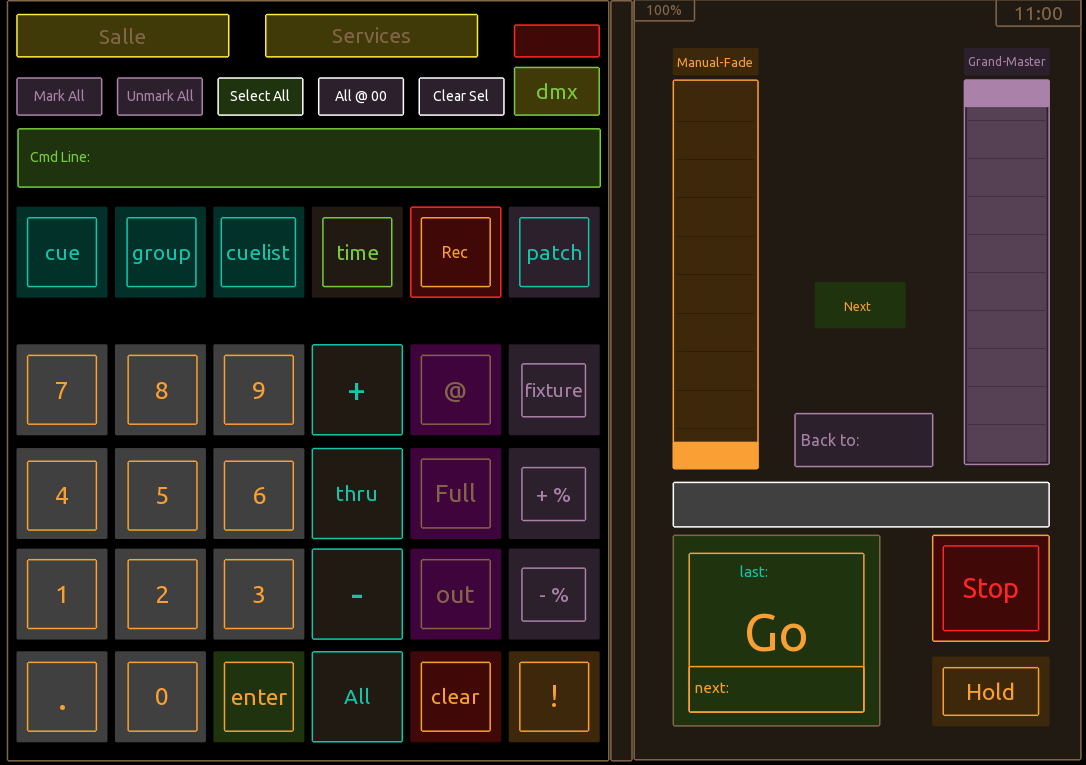 Salle
Services
100%
11:00
Mark All
Unmark All
Select All
All @ 00
Clear Sel
dmx
Manual-Fade
Grand-Master
Cmd Line:
cue
group
cuelist
time
Rec
patch
Next
7
8
9
+
@
fixture
Back to:
4
5
6
thru
Full
+ %
1
2
3
-
out
- %
last:
Go
next:
Stop
Hold
.
0
enter
All
clear
!